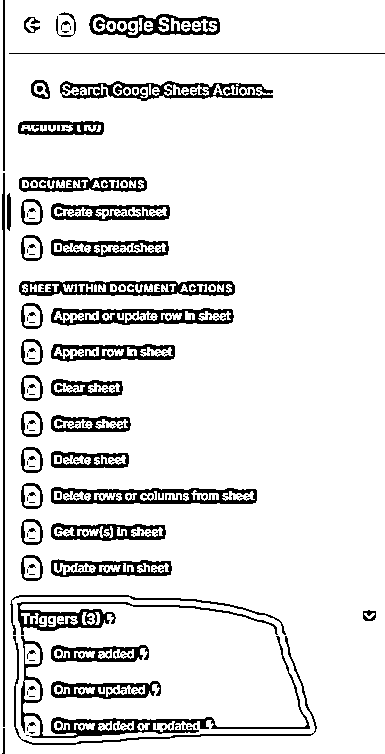 Google Sheets
Search Google Sheets Actions...
Actions (10)
DOCUMENT ACTIONS
Create spreadsheet
Delete spreadsheet
SHEET WITHIN DOCUMENT ACTIONS
Append or update row in sheet
Append row in sheet
Clear sheet
Create sheet
Delete sheet
Delete rows or columns from sheet
Get row(s) in sheet
Update row in sheet
Triggers (3)
On row added
On row updated
On row added or updated